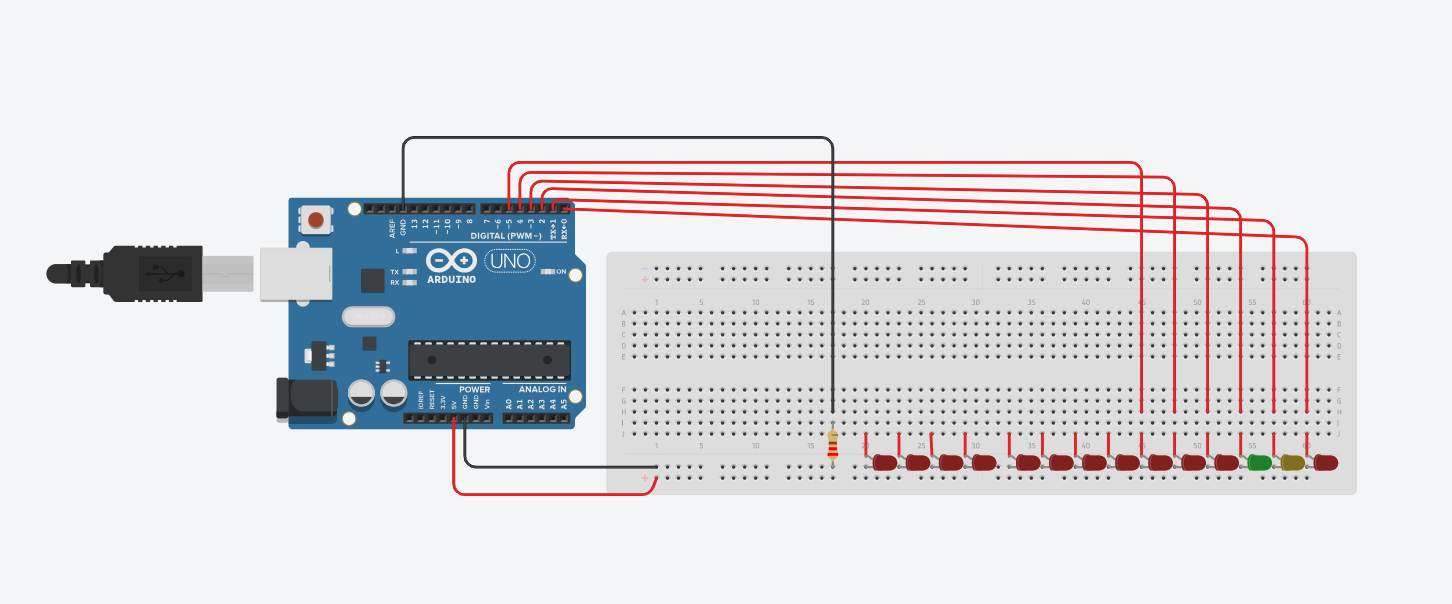 AREF
GND
13
12
~11
~10
~9
8
7
~6
~5
4
~3
2
TX→1
RX←0
DIGITAL (PWM~)
L
TX
RX
UNO
ON
ARDUINO
POWER
ANALOG IN
IOREF
RESET
3.3V
5V
GND
GND
Vin
A0
A1
A2
A3
A4
A5
1 5 10 15 20 25 30 35 40 45 50 55 60
A A
B B
C C
D D
E E
F F
G G
H H
I I
J J
1 5 10 15 20 25 30 35 40 45 50 55 60